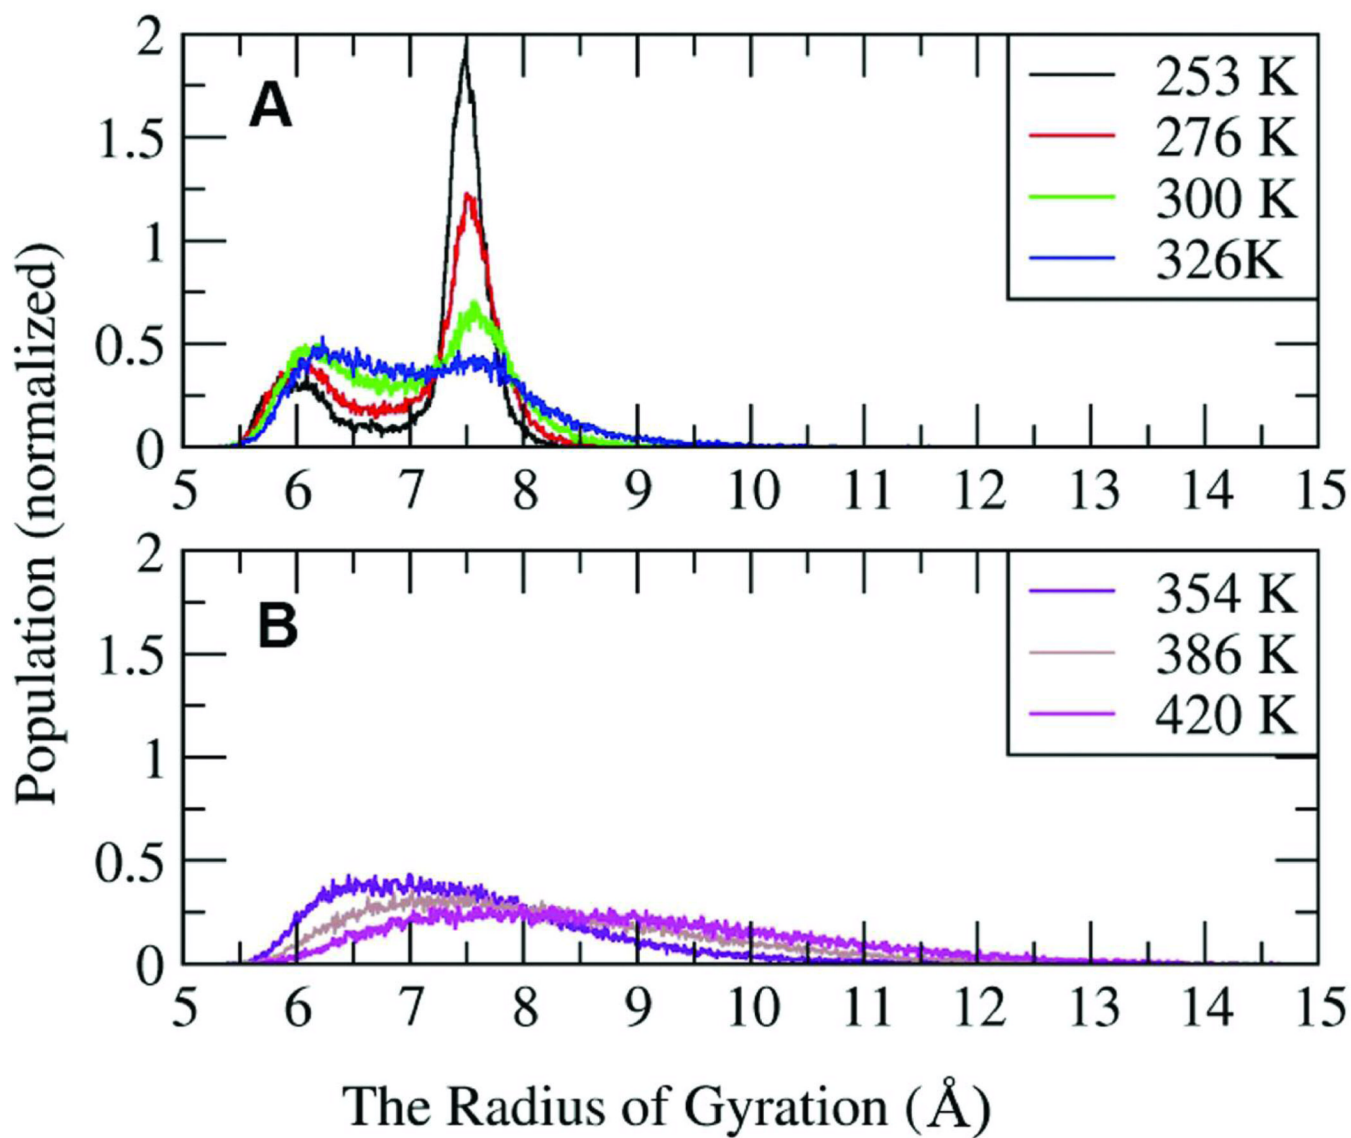 Population (normalized)
A
2
1.5
1
0.5
0
253 K
276 K
300 K
326K
5 6 7 8 9 10 11 12 13 14 15
B
2
1.5
1
0.5
0
354 K
386 K
420 K
5 6 7 8 9 10 11 12 13 14 15
The Radius of Gyration (Å)